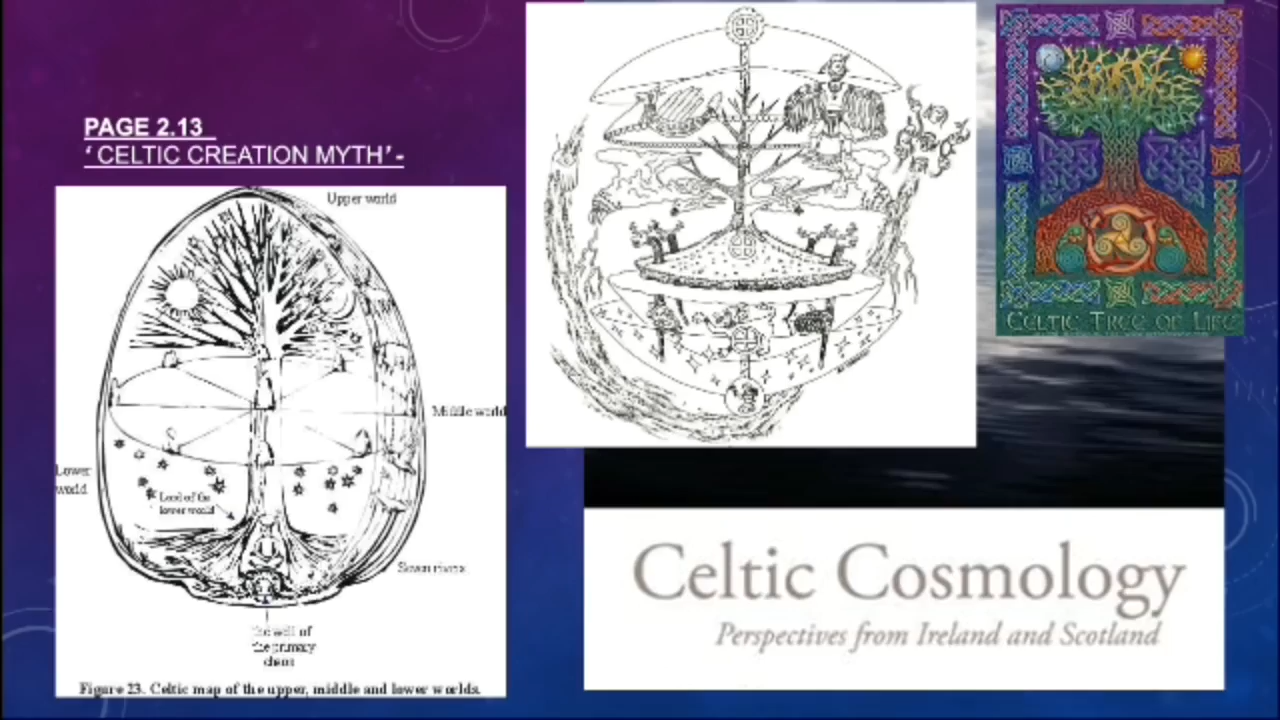 PAGE 2.13
‘ CELTIC CREATION MYTH’-
Upper world
Middle world
Lower
world
Lord of the
lower world
Seven rivers
the well of
the primary
chaos
Figure 23. Celtic map of the upper, middle and lower worlds.
CELTIC TREE OF LIFE
Celtic Cosmology
Perspectives from Ireland and Scotland